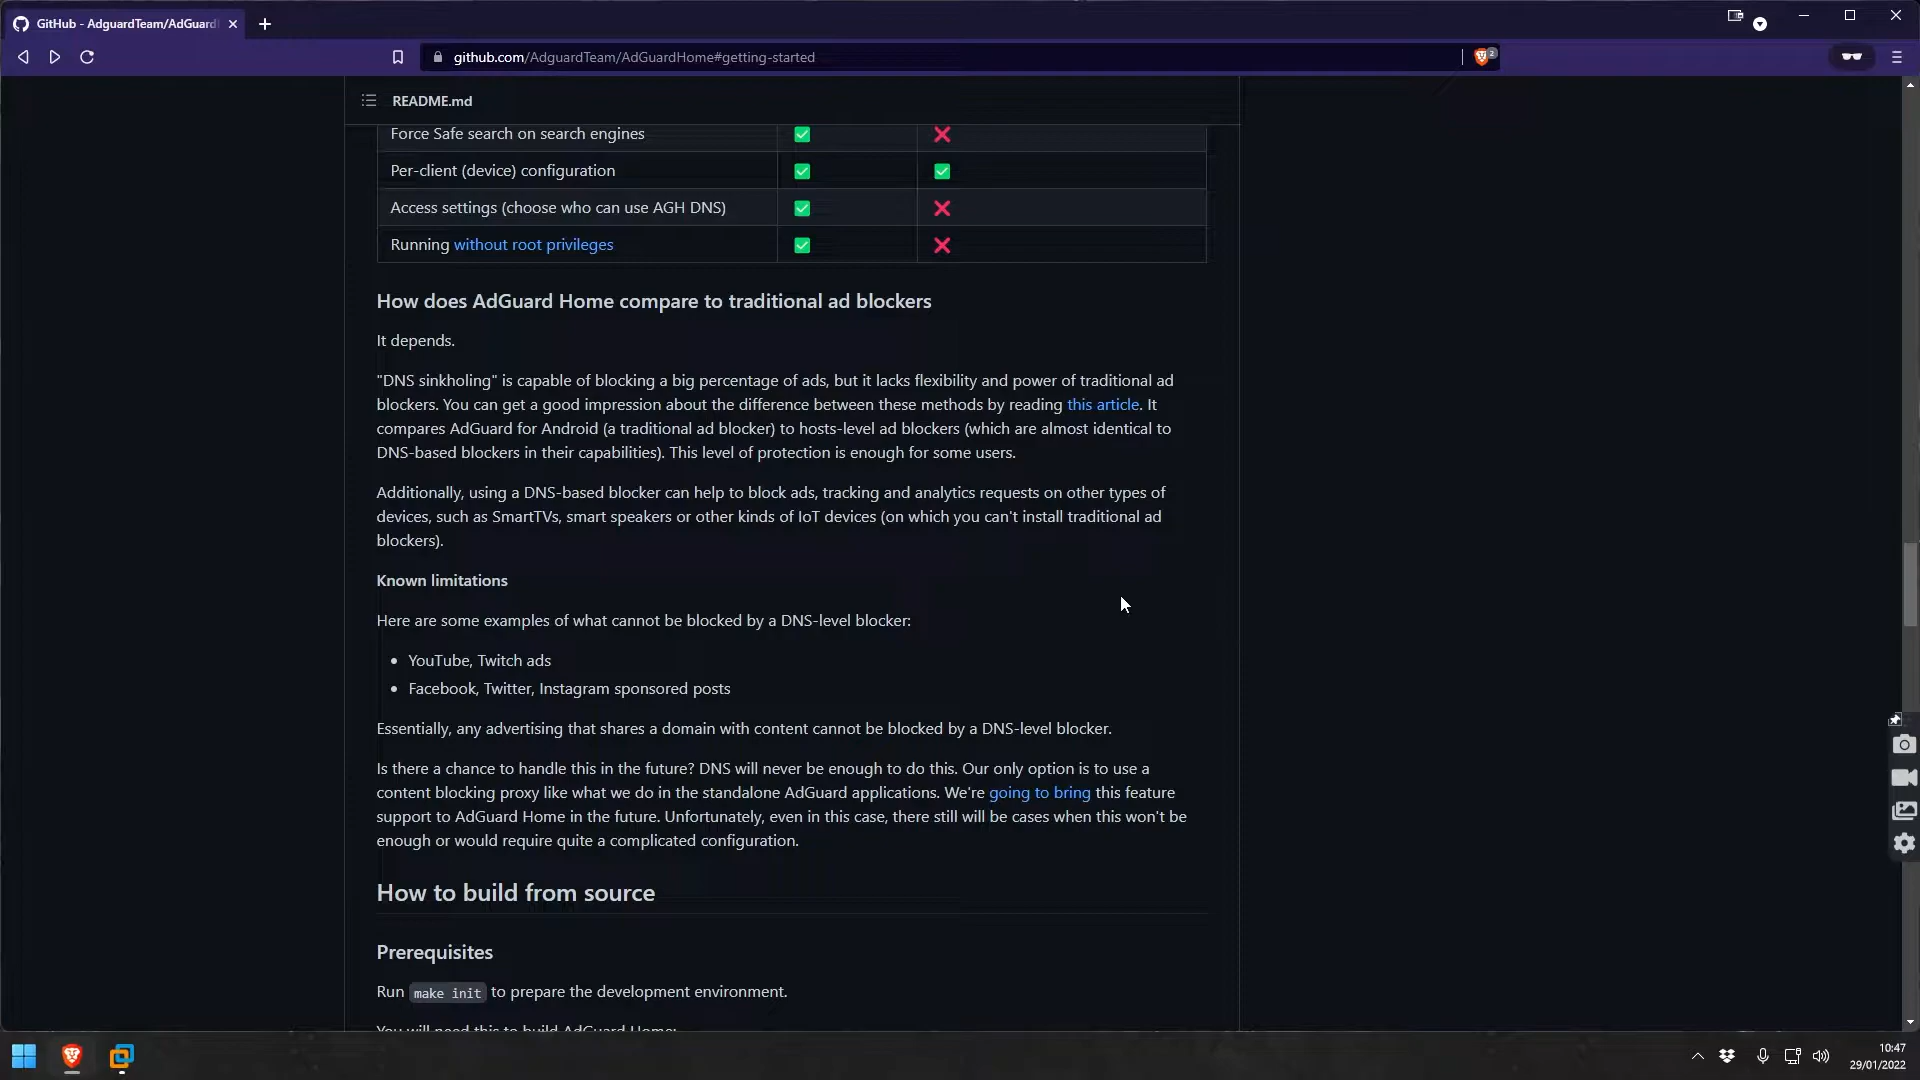 GitHub - AdguardTeam/AdGuard
github.com/AdguardTeam/AdGuardHome#getting-started
2
README.md
Force Safe search on search engines
Per-client (device) configuration
Access settings (choose who can use AGH DNS)
Running without root privileges
How does AdGuard Home compare to traditional ad blockers
It depends.
"DNS sinkholing" is capable of blocking a big percentage of ads, but it lacks flexibility and power of traditional ad
blockers. You can get a good impression about the difference between these methods by reading this article. It
compares AdGuard for Android (a traditional ad blocker) to hosts-level ad blockers (which are almost identical to
DNS-based blockers in their capabilities). This level of protection is enough for some users.
Additionally, using a DNS-based blocker can help to block ads, tracking and analytics requests on other types of
devices, such as SmartTVs, smart speakers or other kinds of IoT devices (on which you can't install traditional ad
blockers).
Known limitations
Here are some examples of what cannot be blocked by a DNS-level blocker:
• YouTube, Twitch ads
• Facebook, Twitter, Instagram sponsored posts
Essentially, any advertising that shares a domain with content cannot be blocked by a DNS-level blocker.
Is there a chance to handle this in the future? DNS will never be enough to do this. Our only option is to use a
content blocking proxy like what we do in the standalone AdGuard applications. We're going to bring this feature
support to AdGuard Home in the future. Unfortunately, even in this case, there still will be cases when this won't be
enough or would require quite a complicated configuration.
How to build from source
Prerequisites
Run make init to prepare the development environment.
You will need this to build AdGuard Home:
10:47
29/01/2022